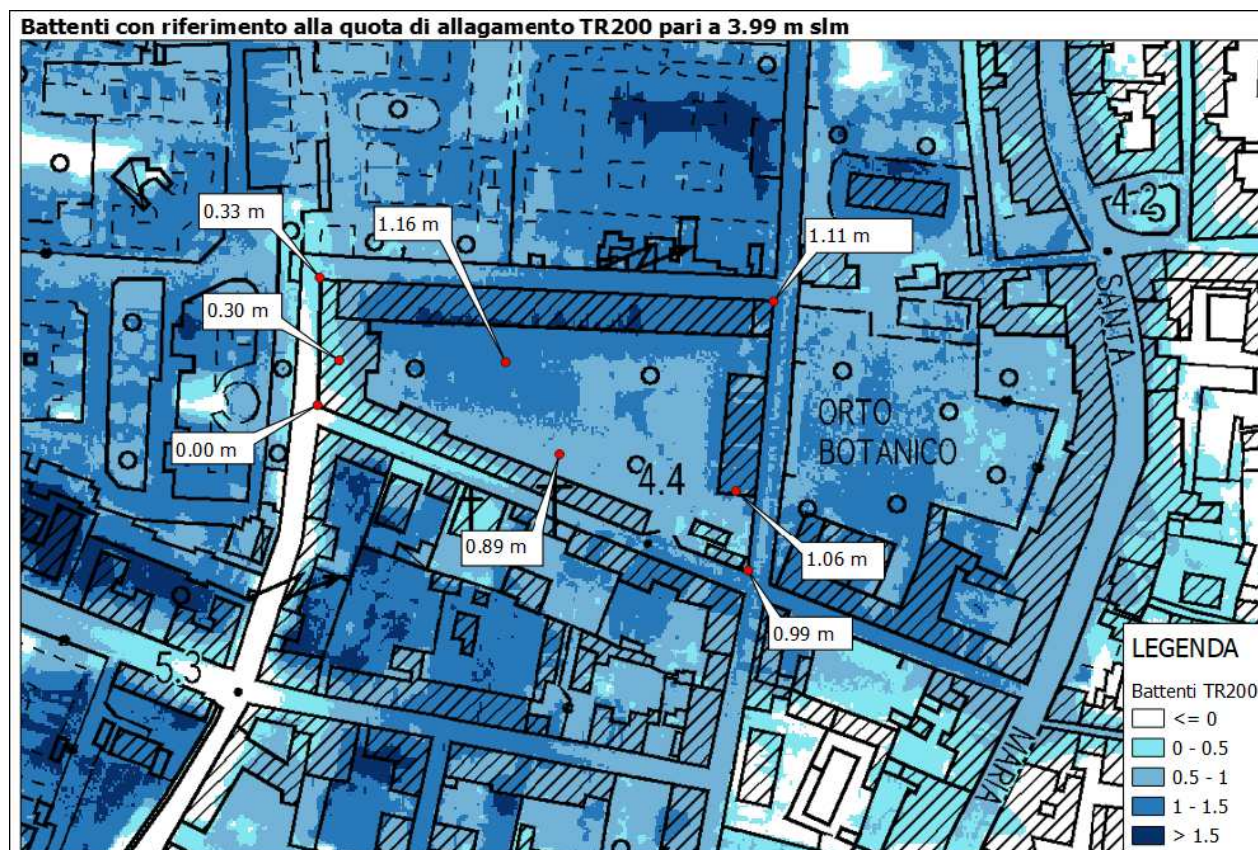 Battenti con riferimento alla quota di allagamento TR200 pari a 3.99 m slm
4.2
0.33 m
1.16 m
1.11 m
SANTA
0.30 m
ORTO
BOTANICO
0.00 m
4.4
0.89 m
1.06 m
0.99 m
5.3
MARIA
LEGENDA
Battenti TR200
<= 0
0 - 0.5
0.5 - 1
1 - 1.5
> 1.5